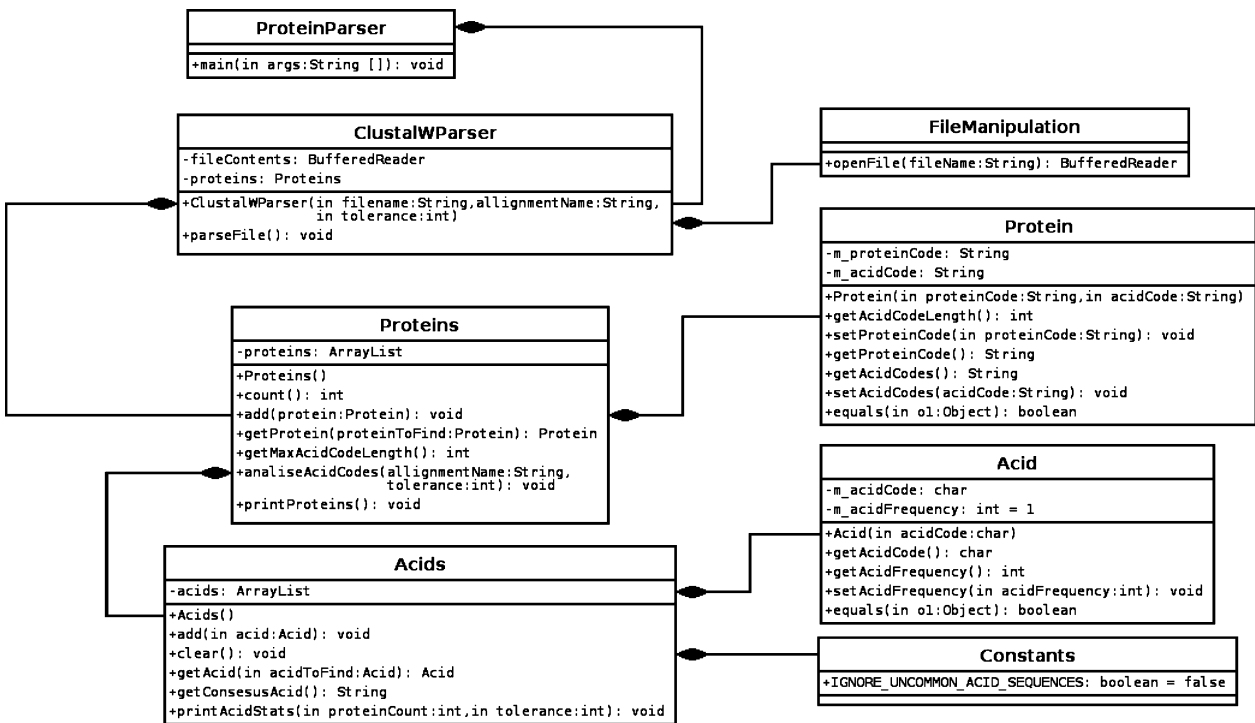 ProteinParser
+main(in args:String []): void
ClustalWParser
-fileContents: BufferedReader
-proteins: Proteins
+ClustalWParser(in filename:String,allignmentName:String,
in tolerance:int)
+parseFile(): void
FileManipulation
+openFile(fileName:String): BufferedReader
Protein
-m_proteinCode: String
-m_acidCode: String
+Protein(in proteinCode:String,in acidCode:String)
+getAcidCodeLength(): int
+setProteinCode(in proteinCode:String): void
+getProteinCode(): String
+getAcidCodes(): String
+setAcidCodes(acidCode:String): void
+equals(in o1:Object): boolean
Proteins
-proteins: ArrayList
+Proteins()
+count(): int
+add(protein:Protein): void
+getProtein(proteinToFind:Protein): Protein
+getMaxAcidCodeLength(): int
+analiseAcidCodes(allignmentName:String,
tolerance:int): void
+printProteins(): void
Acid
-m_acidCode: char
-m_acidFrequency: int = 1
+Acid(in acidCode:char)
+getAcidCode(): char
+getAcidFrequency(): int
+setAcidFrequency(in acidFrequency:int): void
+equals(in o1:Object): boolean
Acids
-acids: ArrayList
+Acids()
+add(in acid:Acid): void
+clear(): void
+getAcid(in acidToFind:Acid): Acid
+getConsesusAcid(): String
+printAcidStats(in proteinCount:int,in tolerance:int): void
Constants
+IGNORE_UNCOMMON_ACID_SEQUENCES: boolean = false